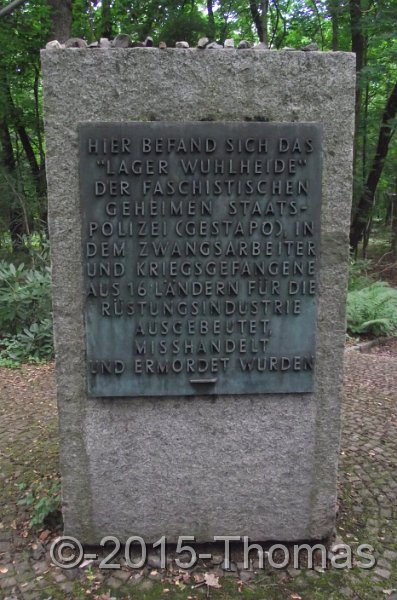 HIER BEFAND SICH DAS
"LAGER WUHLHEIDE"
DER FASCHISTISCHEN
GEHEIMEN STAATS-
POLIZEI (GESTAPO), IN
DEM ZWANGSARBEITER
UND KRIEGSGEFANGENE
AUS 16 LÄNDERN FÜR DIE
RÜSTUNGSINDUSTRIE
AUSGEBEUTET,
MISSHANDELT
UND ERMORDET WURDEN
©-2015-Thomas